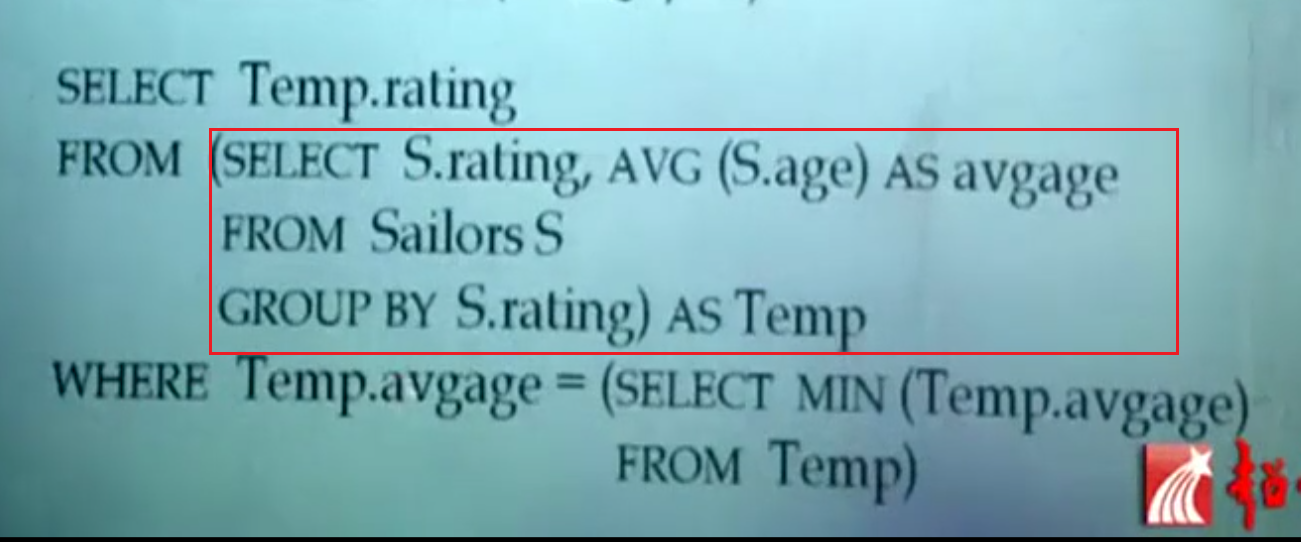 SELECT Temp.rating
FROM (SELECT S.rating, AVG (S.age) AS avgage
FROM Sailors S
GROUP BY S.rating) AS Temp
WHERE Temp.avgage = (SELECT MIN (Temp.avgage)
FROM Temp)